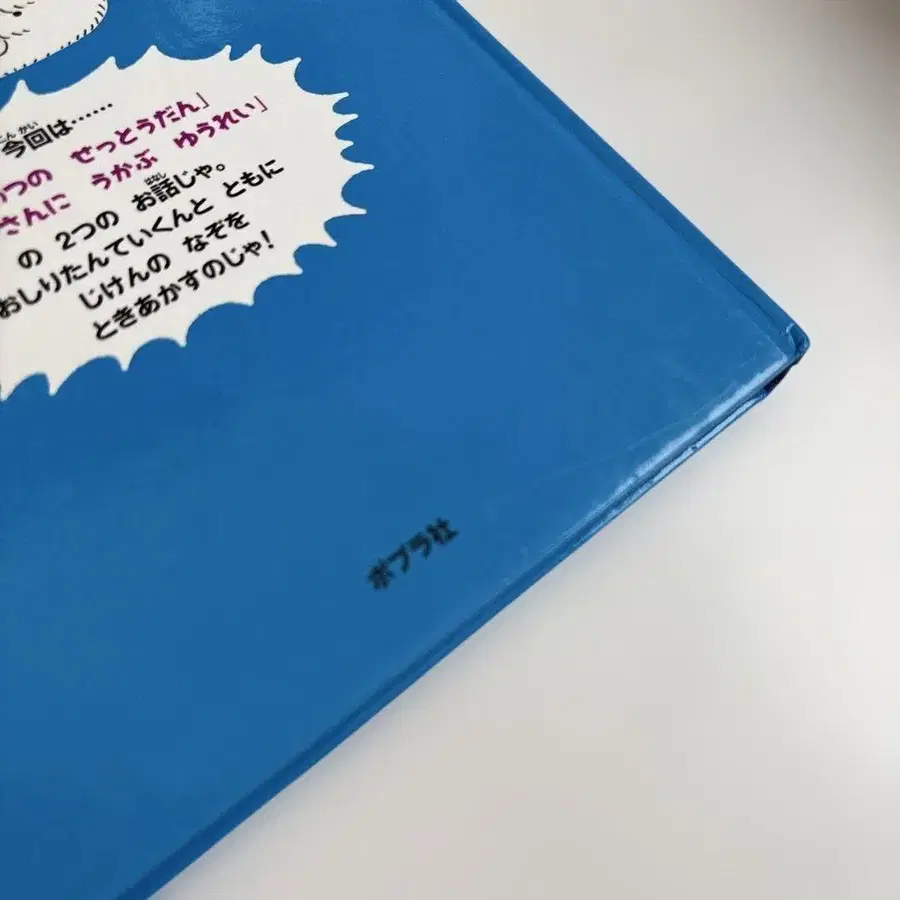 今回は……
つの せっとうだん」
さんに うかぶ ゆうれい」
の 2つの お話じゃ。
おしりたんていくんと ともに
じけんの なぞを
ときあかすのじゃ!
ポプラ社